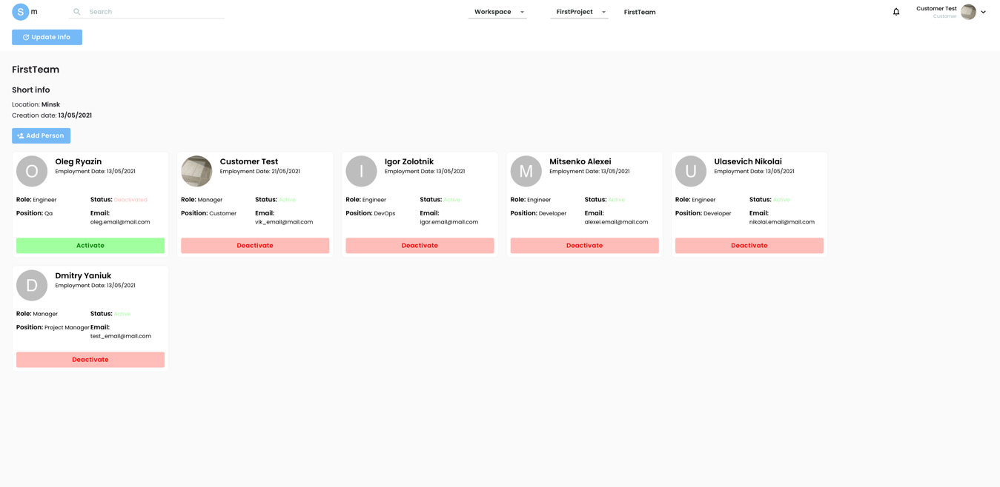 S m
Search
Workspace
FirstProject
FirstTeam
Customer Test
Customer
Update Info
FirstTeam
Short info
Location: Minsk
Creation date: 13/05/2021
Add Person
O
Oleg Ryazin
Employment Date: 13/05/2021
Role: Engineer
Status: Deactivated
Position: Qa
Email:
oleg.email@mail.com
Activate
Customer Test
Employment Date: 21/05/2021
Role: Manager
Status: Active
Position: Customer
Email:
vik_email@mail.com
Deactivate
I
Igor Zolotnik
Employment Date: 13/05/2021
Role: Engineer
Status: Active
Position: DevOps
Email:
igor.email@mail.com
Deactivate
M
Mitsenko Alexei
Employment Date: 13/05/2021
Role: Engineer
Status: Active
Position: Developer
Email:
alexei.email@mail.com
Deactivate
U
Ulasevich Nikolai
Employment Date: 13/05/2021
Role: Engineer
Status: Active
Position: Developer
Email:
nikolai.email@mail.com
Deactivate
D
Dmitry Yaniuk
Employment Date: 13/05/2021
Role: Manager
Status: Active
Position: Project Manager
Email:
test_email@mail.com
Deactivate